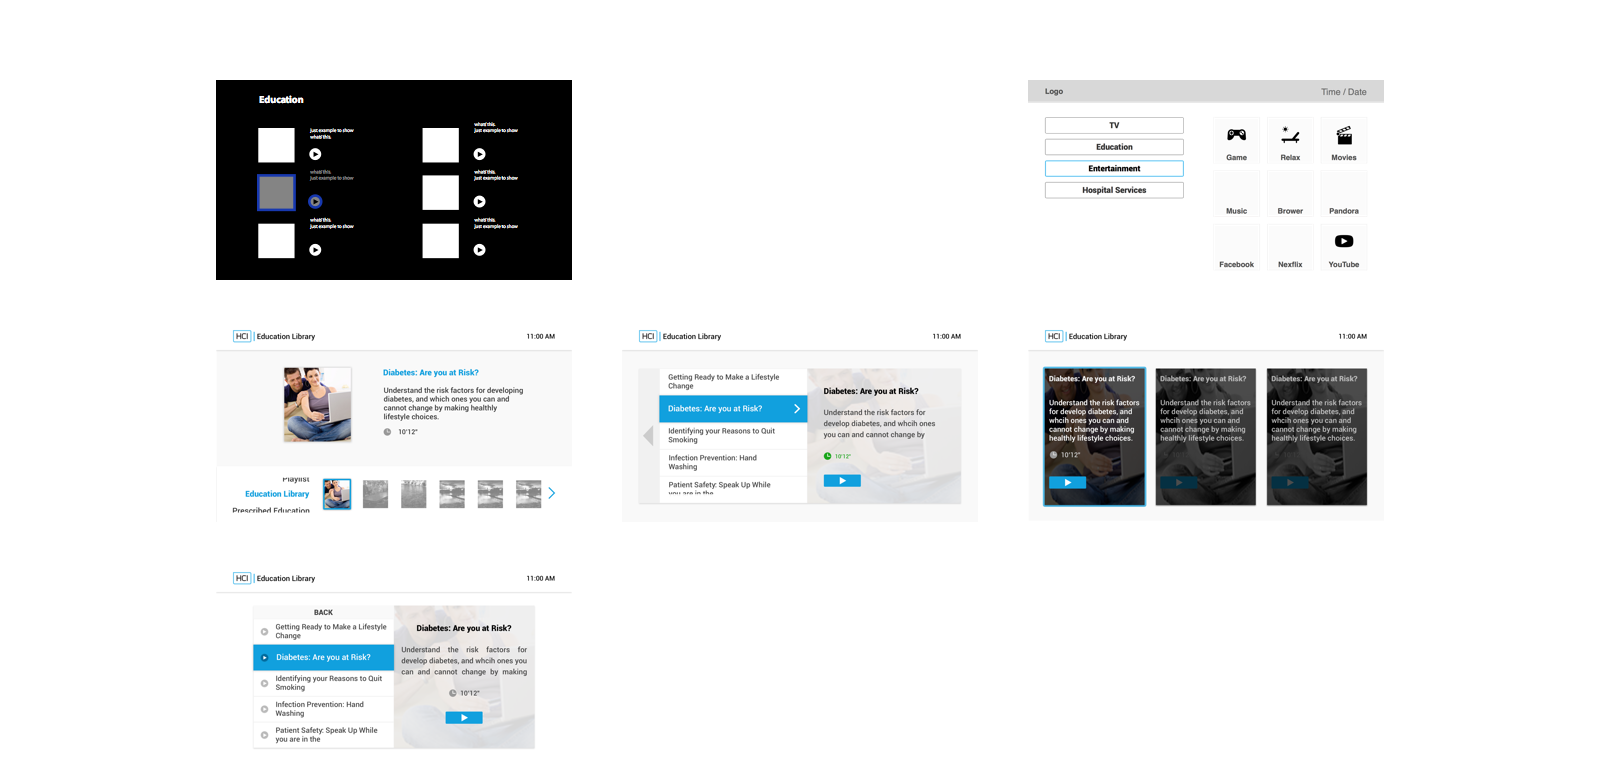 Education
just example to show
whats'this.
whats'this.
just example to show
whats'this.
just example to show
whats'this.
just example to show
whats'this.
just example to show
whats'this.
just example to show
Logo
Time / Date
TV
Education
Entertainment
Hospital Services
Game
Relax
Movies
Music
Brower
Pandora
Facebook
Nexflix
YouTube
HCI
Education Library
11:00 AM
Diabetes: Are you at Risk?
Understand the risk factors for developing
diabetes, and which ones you can and
cannot change by making healthly
lifestyle choices.
10'12"
Playlist
Education Library
Prescribed Education
HCI
Education Library
11:00 AM
Getting Ready to Make a Lifestyle
Change
Diabetes: Are you at Risk?
Identifying your Reasons to Quit
Smoking
Infection Prevention: Hand
Washing
Patient Safety: Speak Up While
you are in the
Diabetes: Are you at Risk?
Understand the risk factors for
develop diabetes, and whcih ones
you can and cannot change by
10'12"
HCI
Education Library
11:00 AM
Diabetes: Are you at Risk?
Understand the risk factors
for develop diabetes, and
whcih ones you can and
cannot change by making
healthly lifestyle choices.
10'12"
Diabetes: Are you at Risk?
Understand the risk factors
for develop diabetes, and
whcih ones you can and
cannot change by making
healthly lifestyle choices.
Diabetes: Are you at Risk?
Understand the risk factors
for develop diabetes, and
whcih ones you can and
cannot change by making
healthly lifestyle choices.
HCI
Education Library
11:00 AM
BACK
Getting Ready to Make a Lifestyle
Change
Diabetes: Are you at Risk?
Identifying your Reasons to Quit
Smoking
Infection Prevention: Hand
Washing
Patient Safety: Speak Up While
you are in the
Diabetes: Are you at Risk?
Understand the risk factors for
develop diabetes, and whcih ones you
can and cannot change by making
10'12"